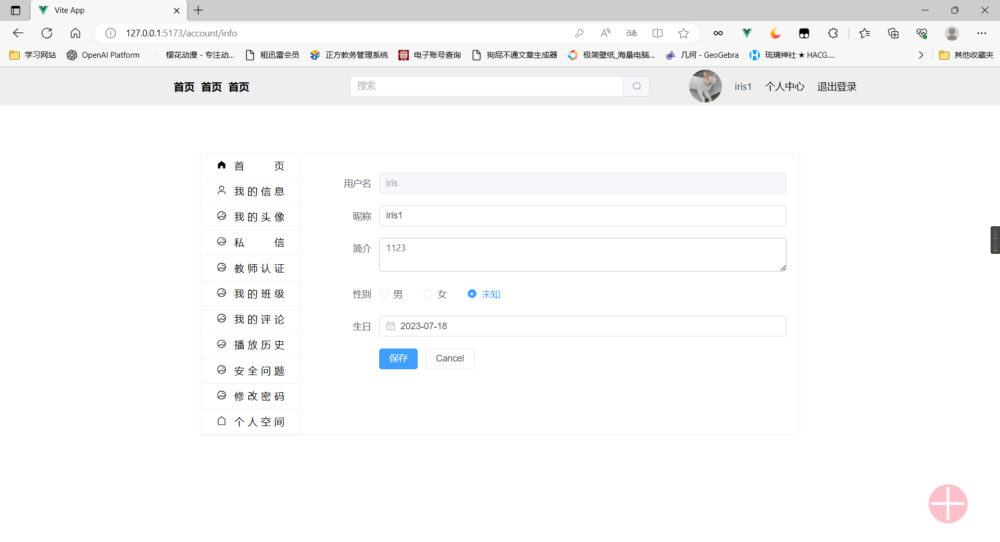 Vite App
127.0.0.1:5173/account/info
学习网站 OpenAI Platform 樱花动漫 - 专注动... 租迅雷会员 正方教务管理系统 电子账号查询 狗屁不通文章生成器 极简壁纸_海量电脑... 几何 - GeoGebra 琉璃神社 ★ HACG.... 其他收藏夹
首页 首页 首页 搜索 iris1 个人中心 退出登录
首 页
我的信息
我的头像
私 信
教师认证
我的班级
我的评论
播放历史
安全问题
修改密码
个人空间
用户名 iris
昵称 iris1
简介 1123
性别 男 女 未知
生日 2023-07-18
保存 Cancel